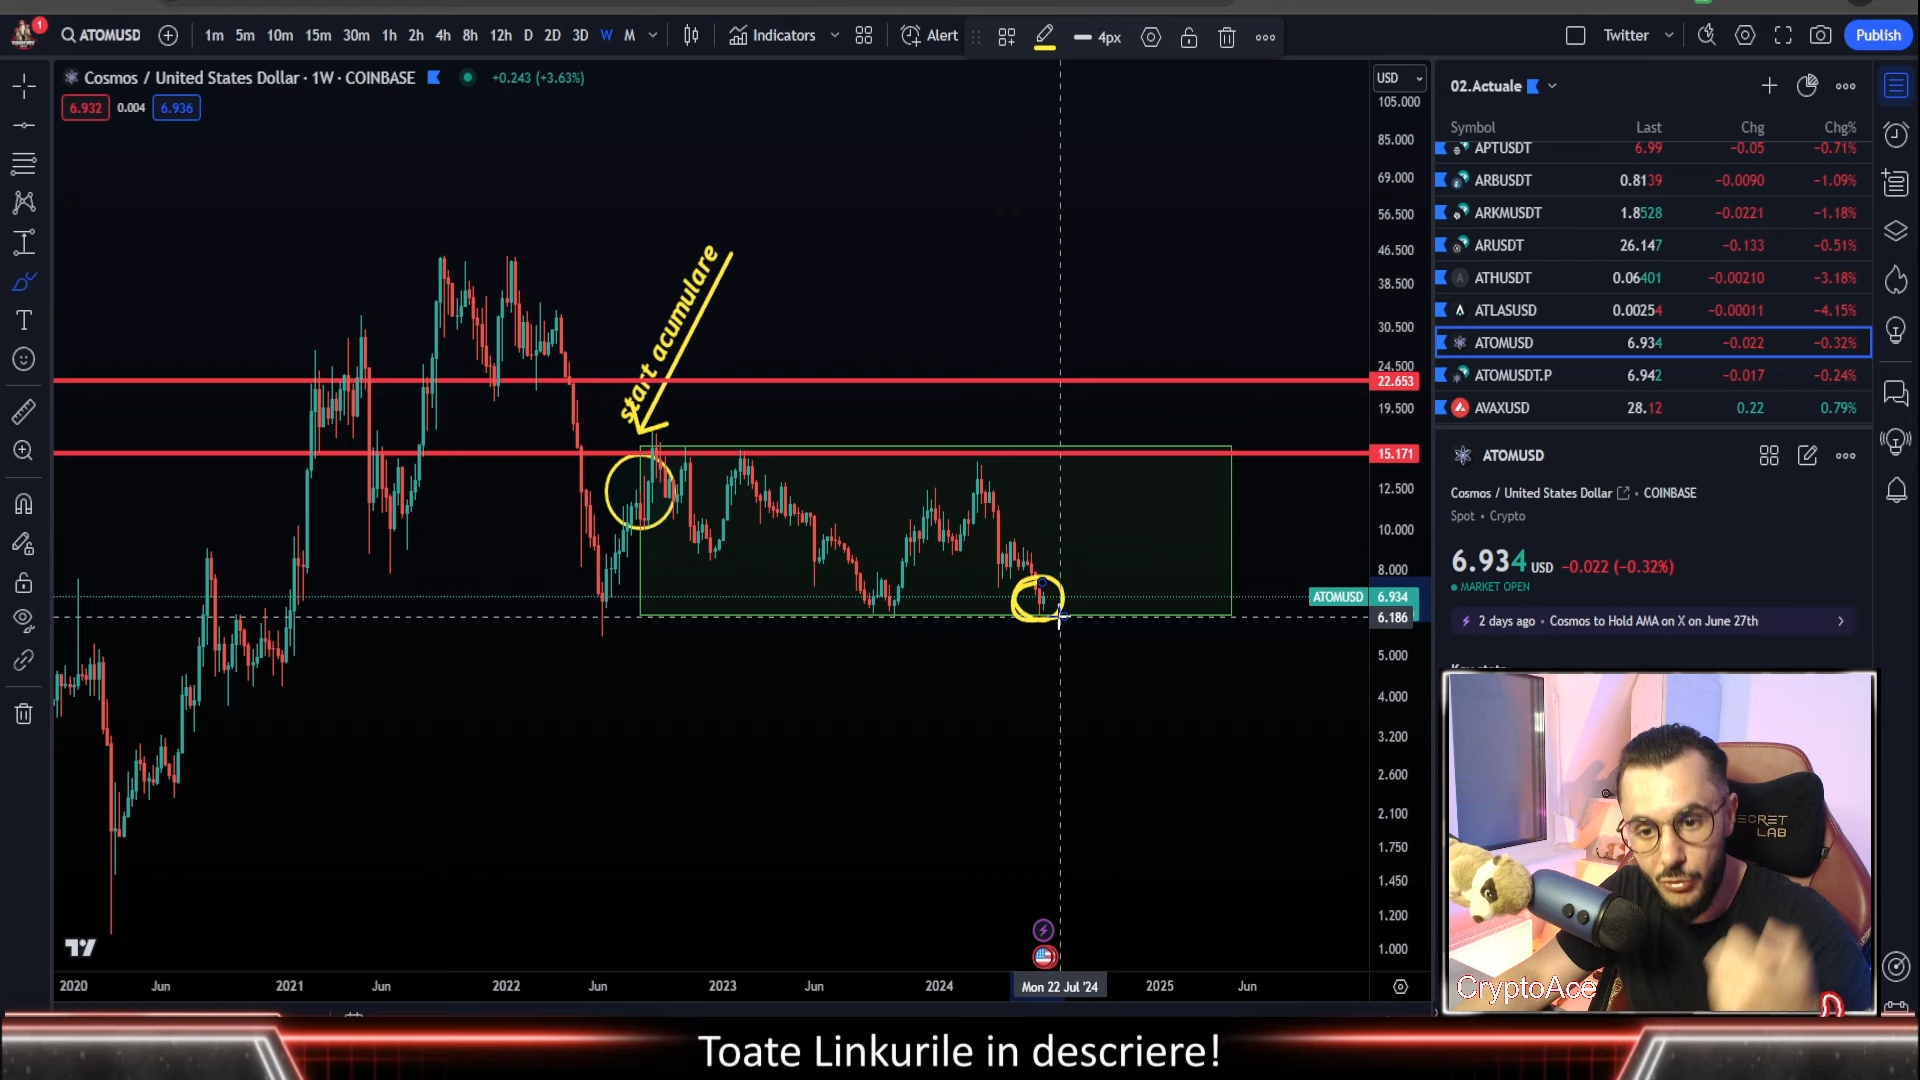 1
ATOMUSD
1m 5m 10m 15m 30m 1h 2h 4h 8h 12h D 2D 3D W M
Indicators
Alert
4px
Twitter
Publish
Cosmos / United States Dollar · 1W · COINBASE
+0.243 (+3.63%)
6.932 0.004 6.936
start acumulare
USD
105.000
85.000
69.000
56.500
46.500
38.500
30.500
24.500
22.653
19.500
15.171
12.500
10.000
8.000
ATOMUSD 6.934
6.186
5.000
4.000
3.200
2.600
2.100
1.750
1.450
1.200
1.000
2020 Jun 2021 Jun 2022 Jun 2023 Jun 2024 Mon 22 Jul '24 2025 Jun
02.Actuale
Symbol Last Chg Chg%
APTUSDT 6.99 −0.05 −0.71%
ARBUSDT 0.8139 −0.0090 −1.09%
ARKMUSDT 1.8528 −0.0221 −1.18%
ARUSDT 26.147 −0.133 −0.51%
ATHUSDT 0.06401 −0.00210 −3.18%
ATLASUSD 0.00254 −0.00011 −4.15%
ATOMUSD 6.934 −0.022 −0.32%
ATOMUSDT.P 6.942 −0.017 −0.24%
AVAXUSD 28.12 0.22 0.79%
ATOMUSD
Cosmos / United States Dollar • COINBASE
Spot • Crypto
6.934 USD −0.022 (−0.32%)
MARKET OPEN
2 days ago • Cosmos to Hold AMA on X on June 27th
SECRET
LAB
CryptoAce
Toate Linkurile in descriere!